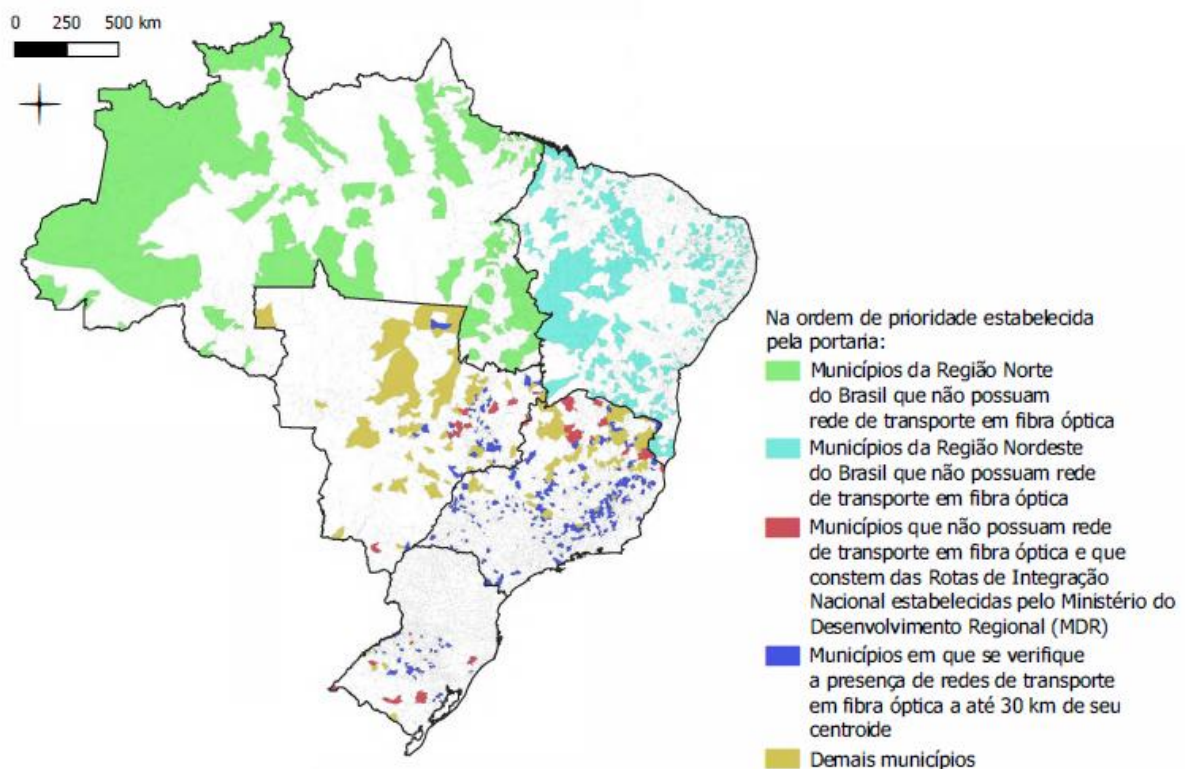 0 250 500 km
Na ordem de prioridade estabelecida
pela portaria:
Municípios da Região Norte
do Brasil que não possuam
rede de transporte em fibra óptica
Municípios da Região Nordeste
do Brasil que não possuam rede
de transporte em fibra óptica
Municípios que não possuam rede
de transporte em fibra óptica e que
constem das Rotas de Integração
Nacional estabelecidas pelo Ministério do
Desenvolvimento Regional (MDR)
Municípios em que se verifique
a presença de redes de transporte
em fibra óptica a até 30 km de seu
centroide
Demais municípios